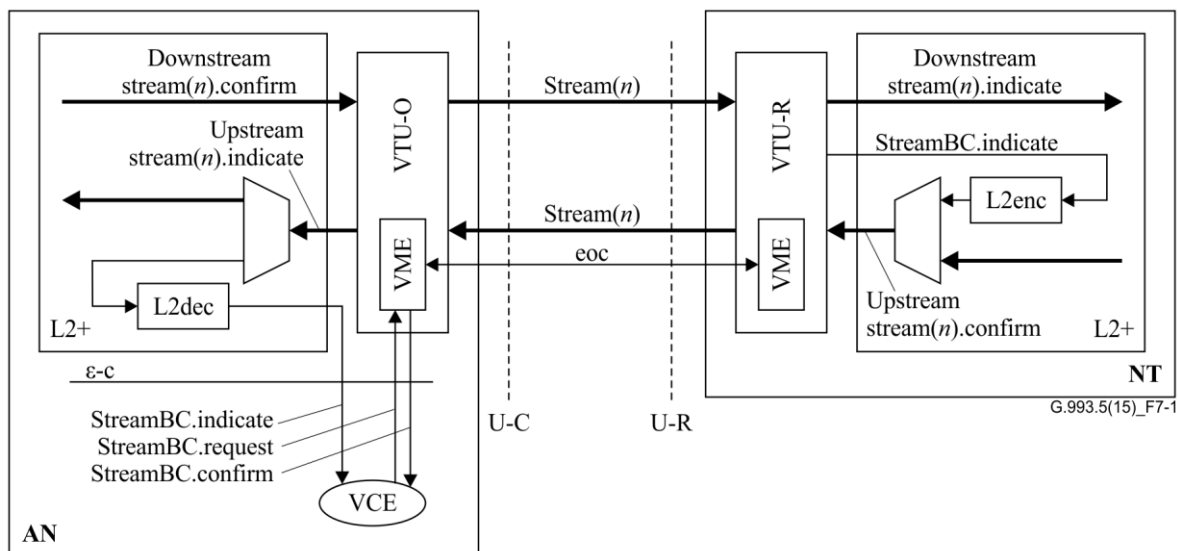 Downstream
stream(n).confirm
Upstream
stream(n).indicate
VTU-O
VME
L2dec
L2+
ε-c
StreamBC.indicate
StreamBC.request
StreamBC.confirm
VCE
AN
Stream(n)
Stream(n)
eoc
U-C
U-R
VTU-R
VME
Downstream
stream(n).indicate
StreamBC.indicate
L2enc
Upstream
stream(n).confirm
L2+
NT
G.993.5(15)_F7-1